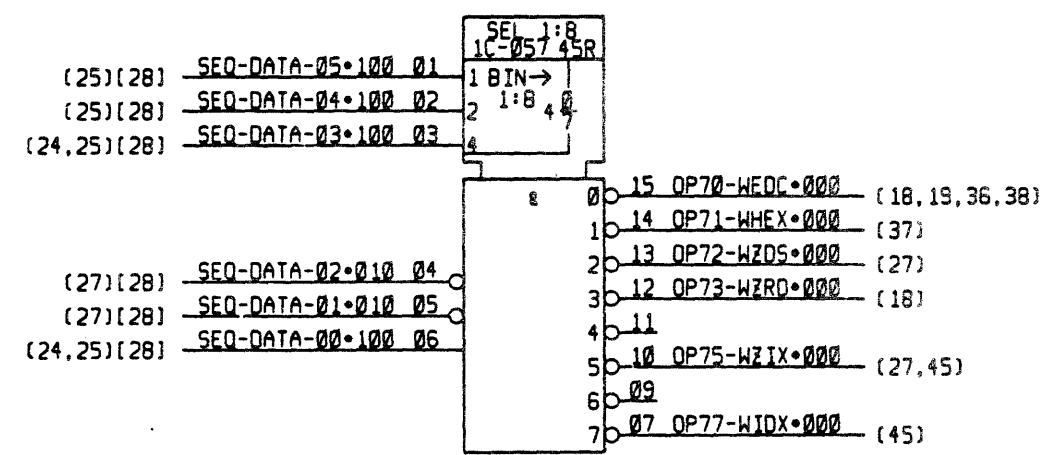 SEL 1:8
1C-057 45R
(25)[28] SEQ-DATA-05•100 01 1 BIN→
(25)[28] SEQ-DATA-04•100 02 2 1:8 4 0
7
(24,25)[28] SEQ-DATA-03•100 03 4
& 0 15 OP70-WEDC•000 (18,19,36,38)
1 14 OP71-WHEX•000 (37)
(27)[28] SEQ-DATA-02•010 04 2 13 OP72-WZDS•000 (27)
(27)[28] SEQ-DATA-01•010 05 3 12 OP73-WZRD•000 (18)
(24,25)[28] SEQ-DATA-00•100 06 4 11
5 10 OP75-WZIX•000 (27,45)
6 09
7 07 OP77-WIDX•000 (45)